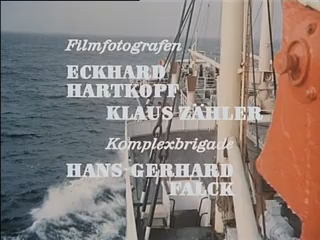 Filmfotografen
ECKHARD
HARTKOPF
KLAUS ZÄHLER
Komplexbrigade
HANS-GERHARD
FALCK